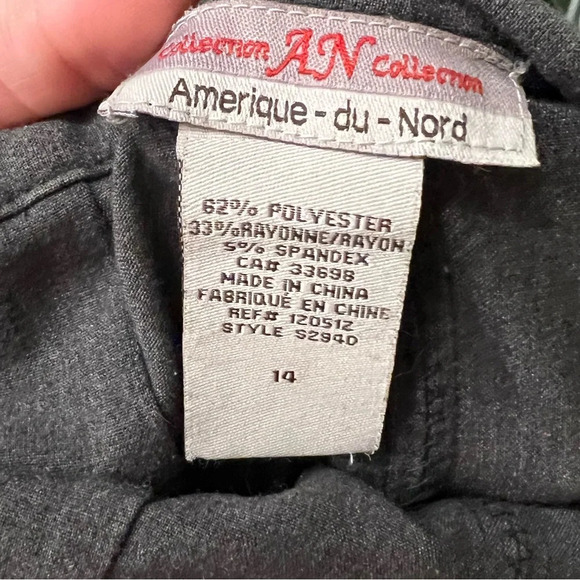 Collection AN Collection
Amerique - du - Nord
62% POLYESTER
33%RAYONNE/RAYON
5% SPANDEX
CA# 33698
MADE IN CHINA
FABRIQUÉ EN CHINE
REF# 120512
STYLE S2940
14